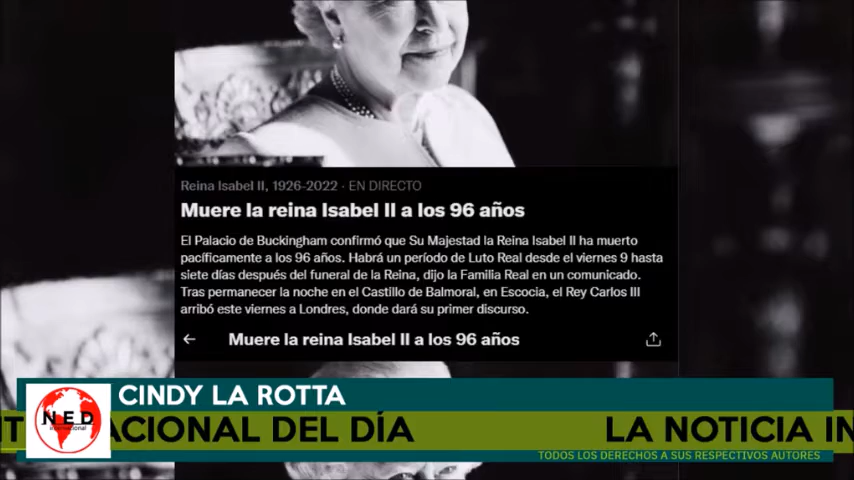 Reina Isabel II, 1926-2022 · EN DIRECTO
Muere la reina Isabel II a los 96 años
El Palacio de Buckingham confirmó que Su Majestad la Reina Isabel II ha muerto
pacíficamente a los 96 años. Habrá un período de Luto Real desde el viernes 9 hasta
siete días después del funeral de la Reina, dijo la Familia Real en un comunicado.
Tras permanecer la noche en el Castillo de Balmoral, en Escocia, el Rey Carlos III
arribó este viernes a Londres, donde dará su primer discurso.
Muere la reina Isabel II a los 96 años
CINDY LA ROTTA
NED
internacional
ACIONAL DEL DÍA LA NOTICIA IN
TODOS LOS DERECHOS A SUS RESPECTIVOS AUTORES